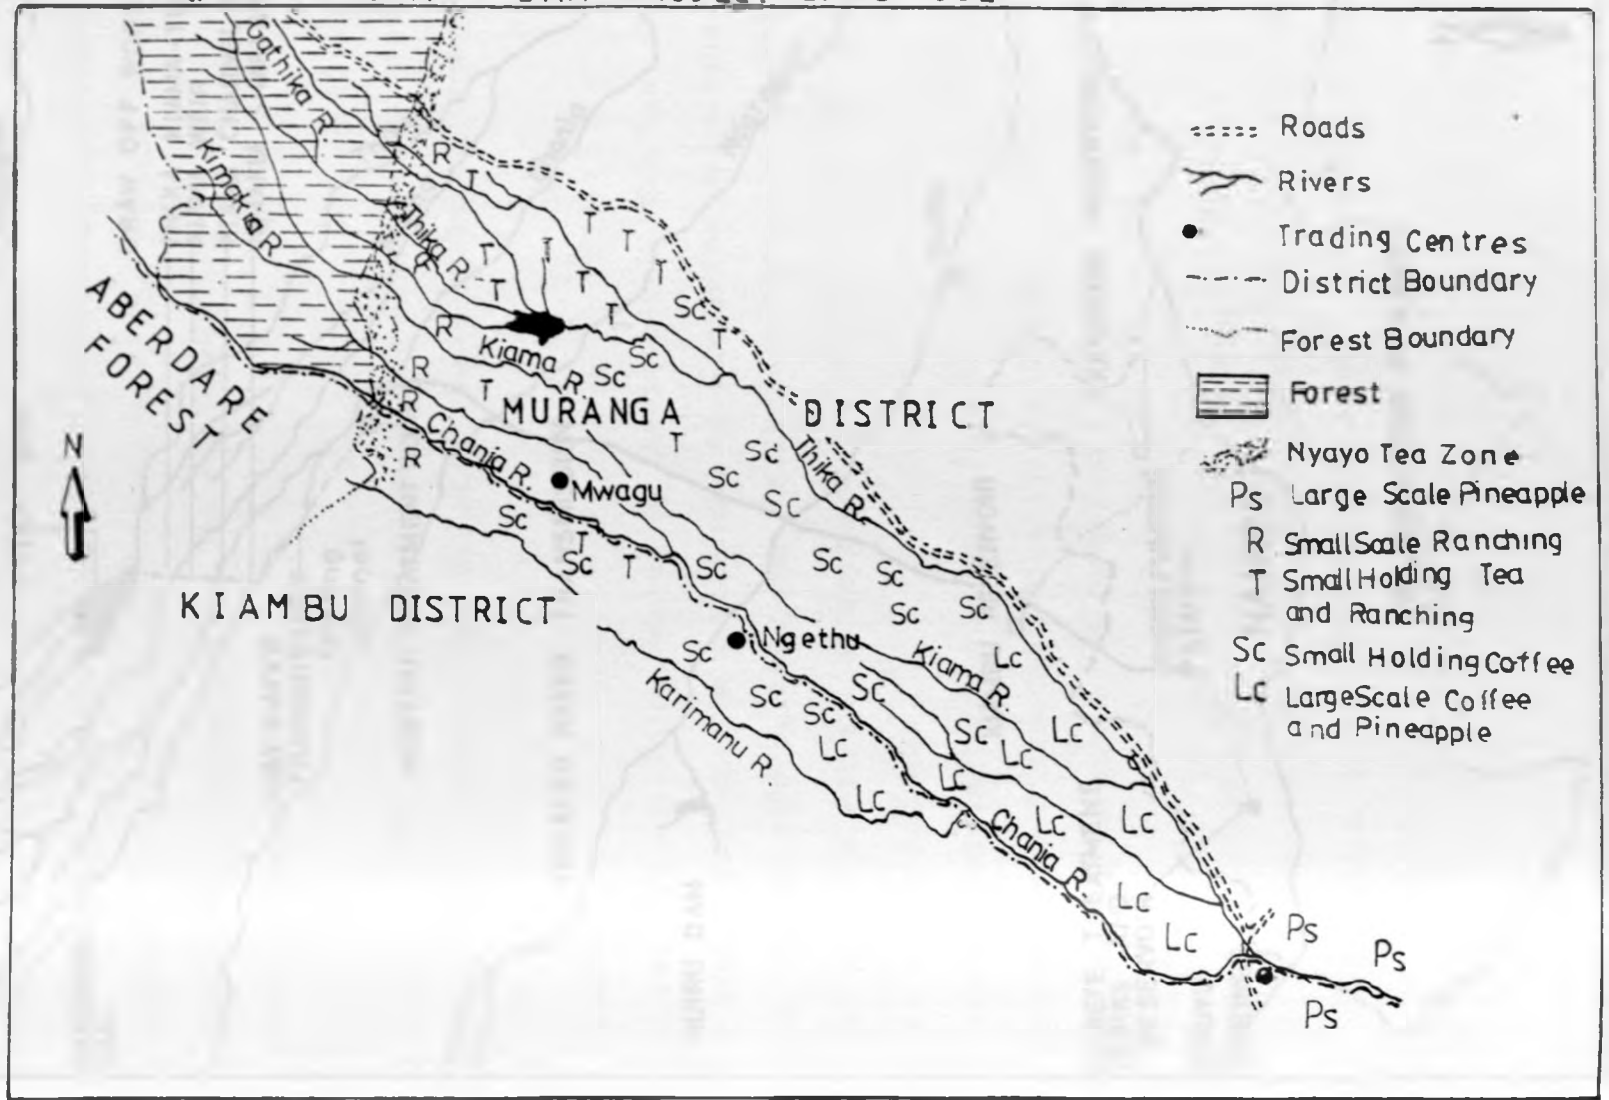 Gathika R.
Kimakia R.
Thika R.
R
T
T
T
T
T
T
T
T
T
Sc
T
ABERDARE
FOREST
N
R
Kiama R.
Sc
Sc
R
T
R
MURANGA
DISTRICT
Chania R.
T
Sc
R
Mwagu
Sc
Sc
Thika R.
Sc
T
Sc
T
Sc
Sc
Sc
KIAMBU DISTRICT
Sc
Sc
Ngethu
Sc
Kiama R.
Lc
Karimanu R.
Sc
Sc
Sc
Sc
Lc
Lc
Lc
Lc
Lc
Chania R.
Lc
Lc
Lc
Lc
Ps
Ps
Ps
Roads
Rivers
Trading Centres
District Boundary
Forest Boundary
Forest
Nyayo Tea Zone
Ps Large Scale Pineapple
R Small Scale Ranching
T Small Holding Tea
and Ranching
Sc Small Holding Coffee
Lc Large Scale Coffee
and Pineapple